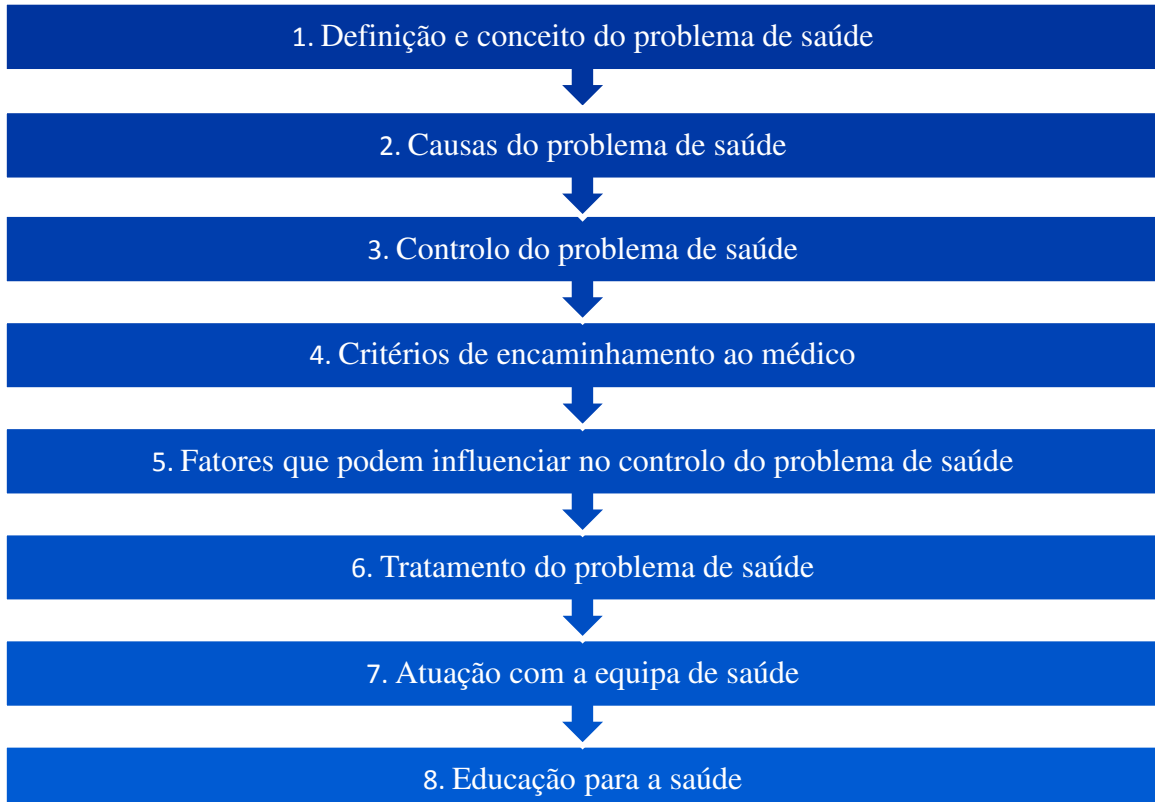 1. Definição e conceito do problema de saúde
2. Causas do problema de saúde
3. Controlo do problema de saúde
4. Critérios de encaminhamento ao médico
5. Fatores que podem influenciar no controlo do problema de saúde
6. Tratamento do problema de saúde
7. Atuação com a equipa de saúde
8. Educação para a saúde